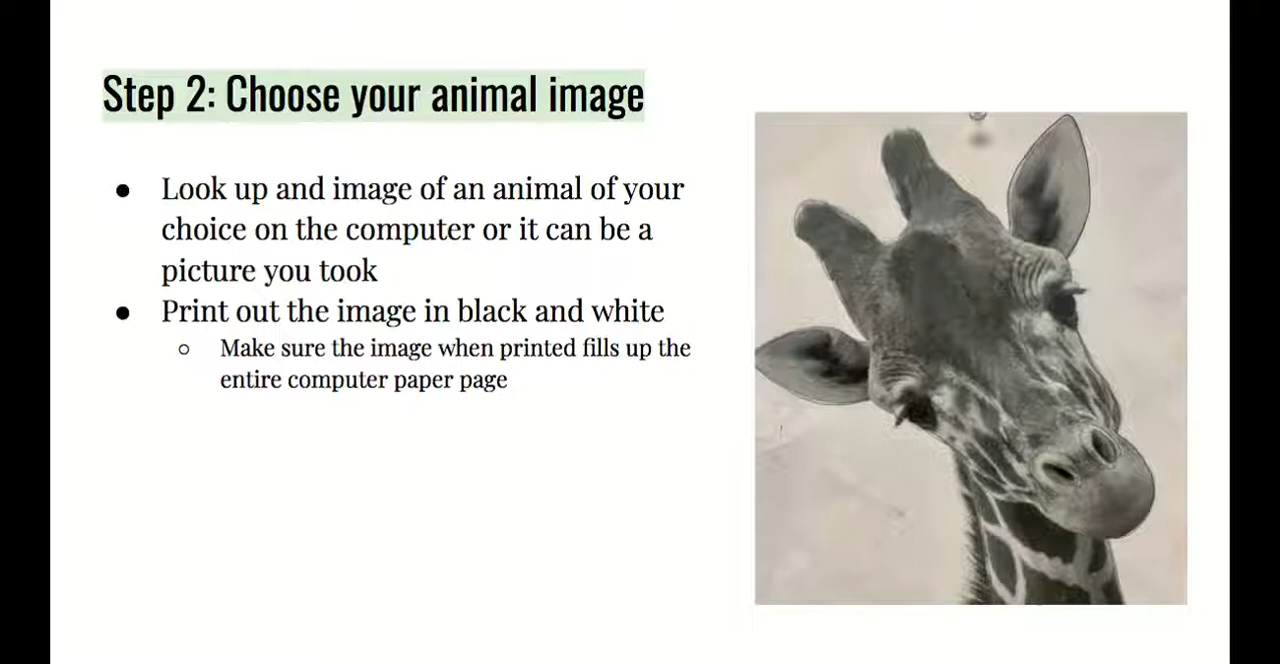 Step 2: Choose your animal image
● Look up and image of an animal of your
choice on the computer or it can be a
picture you took
● Print out the image in black and white
○ Make sure the image when printed fills up the
entire computer paper page